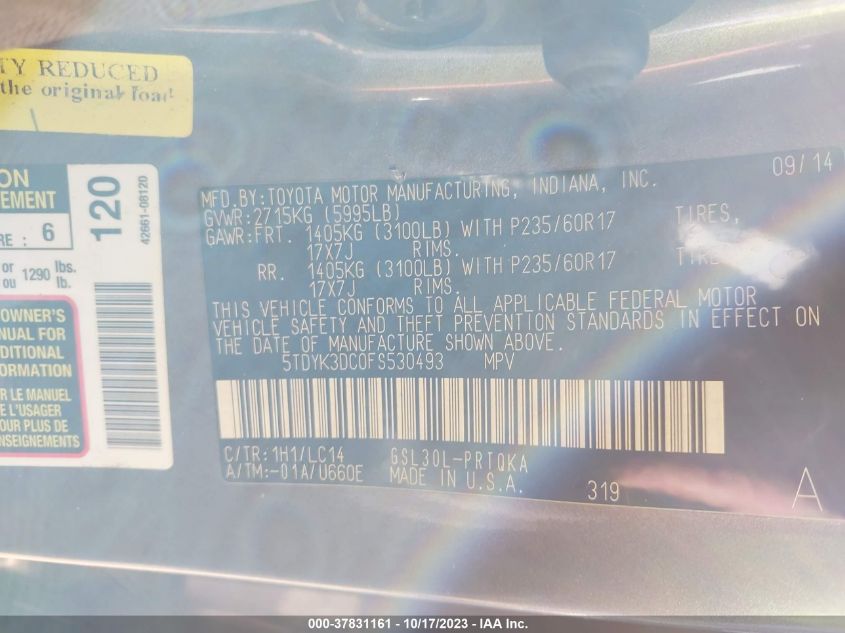 TY REDUCED
the original load
ON
EMENT
RE : 6
120
42661-08120
or 1290 lbs.
ou
OWNER'S
NUAL FOR
DITIONAL
ORMATION
R LE MANUEL
E L'USAGER
OUR PLUS DE
NSEIGNEMENTS
MFD.BY:TOYOTA MOTOR MANUFACTURING, INDIANA, INC. 09/14
GVWR:2715KG (5995LB)
GAWR:FRT. 1405KG (3100LB) WITH P235/60R17 TIRES,
17X7J RIMS.
RR. 1405KG (3100LB) WITH P235/60R17
17X7J RIMS.
THIS VEHICLE CONFORMS TO ALL APPLICABLE FEDERAL MOTOR
VEHICLE SAFETY AND THEFT PREVENTION STANDARDS IN EFFECT ON
THE DATE OF MANUFACTURE SHOWN ABOVE.
5TDYK3DC0FS530493 MPV
C/TR:1H1/LC14 GSL30L-PRTQKA
A/TM:-01A/U660E MADE IN U.S.A. 319 A
000-37831161 - 10/17/2023 - IAA Inc.